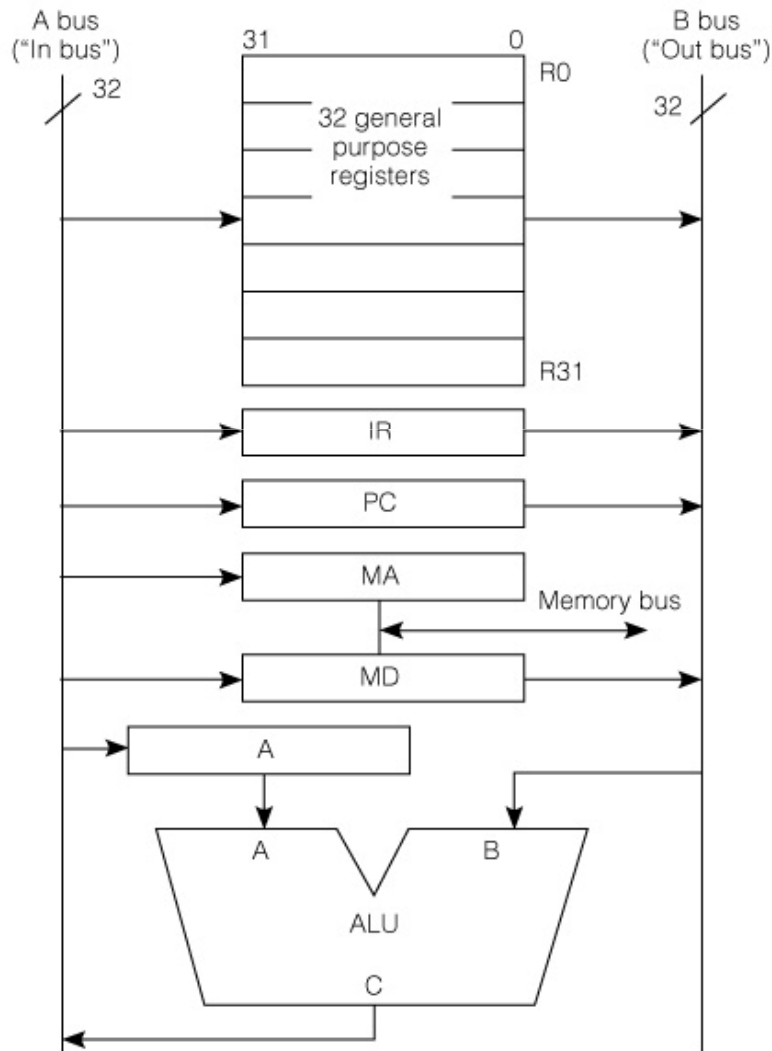 A bus
("In bus")
32
31 0
R0
32 general
purpose
registers
R31
B bus
("Out bus")
32
IR
PC
MA
Memory bus
MD
A
A B
ALU
C